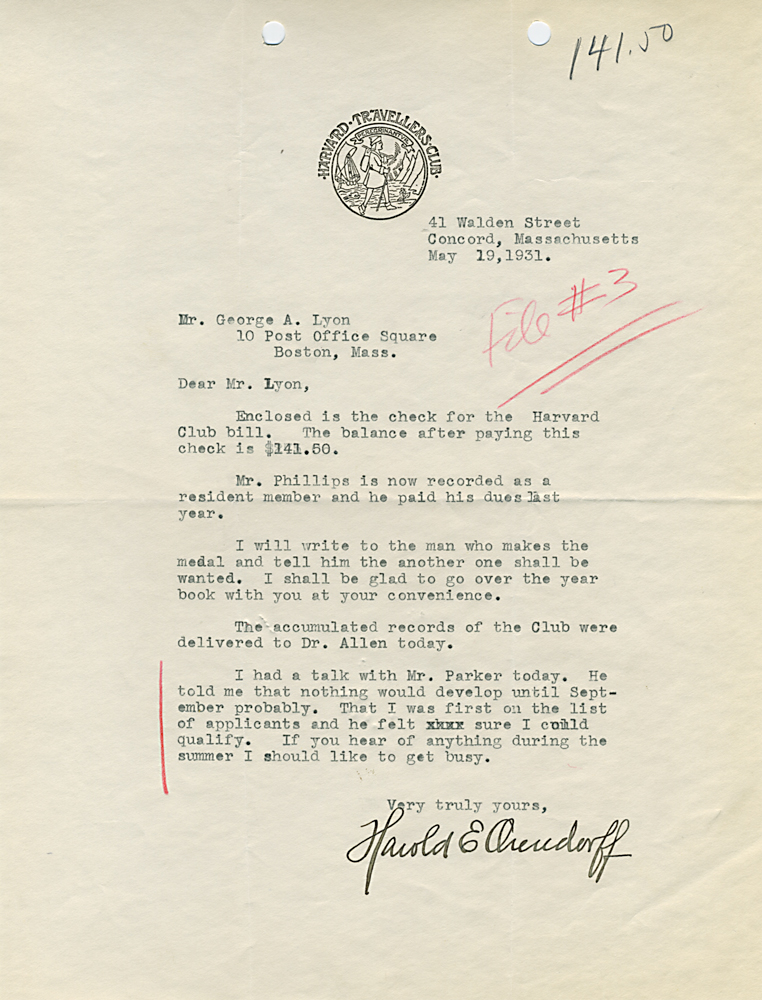 141.50
HARVARD·TRAVELLERS·CLUB·
41 Walden Street
Concord, Massachusetts
May 19,1931.
File #3
Mr. George A. Lyon
10 Post Office Square
Boston, Mass.
Dear Mr. Lyon,
Enclosed is the check for the Harvard
Club bill. The balance after paying this
check is $141.50.
Mr. Phillips is now recorded as a
resident member and he paid his dues last
year.
I will write to the man who makes the
medal and tell him the another one shall be
wanted. I shall be glad to go over the year
book with you at your convenience.
The accumulated records of the Club were
delivered to Dr. Allen today.
I had a talk with Mr. Parker today. He
told me that nothing would develop until Sept-
ember probably. That I was first on the list
of applicants and he felt xxxx sure I could
qualify. If you hear of anything during the
summer I should like to get busy.
Very truly yours,
Harold E Orendorff